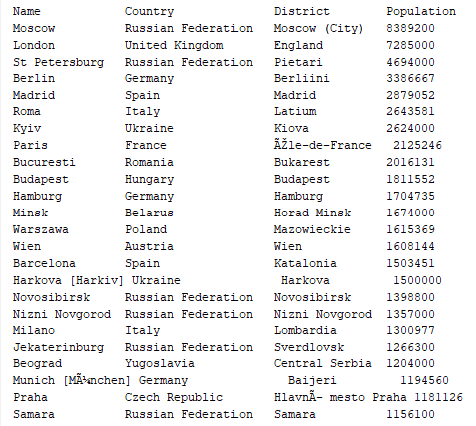 Name Country District Population
Moscow Russian Federation Moscow (City) 8389200
London United Kingdom England 7285000
St Petersburg Russian Federation Pietari 4694000
Berlin Germany Berliini 3386667
Madrid Spain Madrid 2879052
Roma Italy Latium 2643581
Kyiv Ukraine Kiova 2624000
Paris France ÃŽle-de-France 2125246
Bucuresti Romania Bukarest 2016131
Budapest Hungary Budapest 1811552
Hamburg Germany Hamburg 1704735
Minsk Belarus Horad Minsk 1674000
Warszawa Poland Mazowieckie 1615369
Wien Austria Wien 1608144
Barcelona Spain Katalonia 1503451
Harkova [Harkiv] Ukraine Harkova 1500000
Novosibirsk Russian Federation Novosibirsk 1398800
Nizni Novgorod Russian Federation Nizni Novgorod 1357000
Milano Italy Lombardia 1300977
Jekaterinburg Russian Federation Sverdlovsk 1266300
Beograd Yugoslavia Central Serbia 1204000
Munich [MÃ¼nchen] Germany Baijeri 1194560
Praha Czech Republic HlavnÃ­ mesto Praha 1181126
Samara Russian Federation Samara 1156100